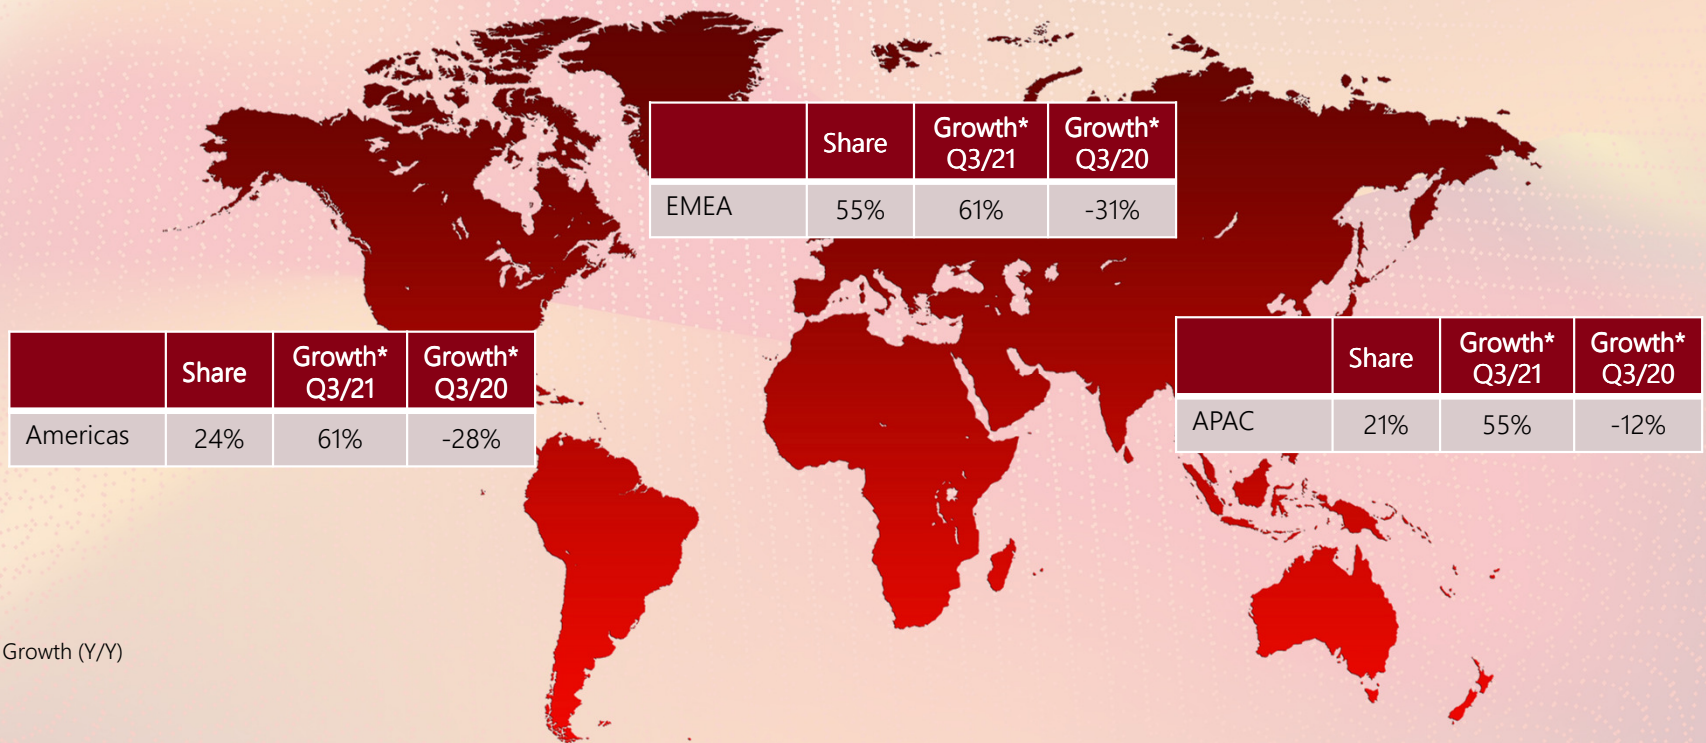 Share Growth* Q3/21 Growth* Q3/20
EMEA 55% 61% -31%
Share Growth* Q3/21 Growth* Q3/20
Americas 24% 61% -28%
Share Growth* Q3/21 Growth* Q3/20
APAC 21% 55% -12%
Growth (Y/Y)